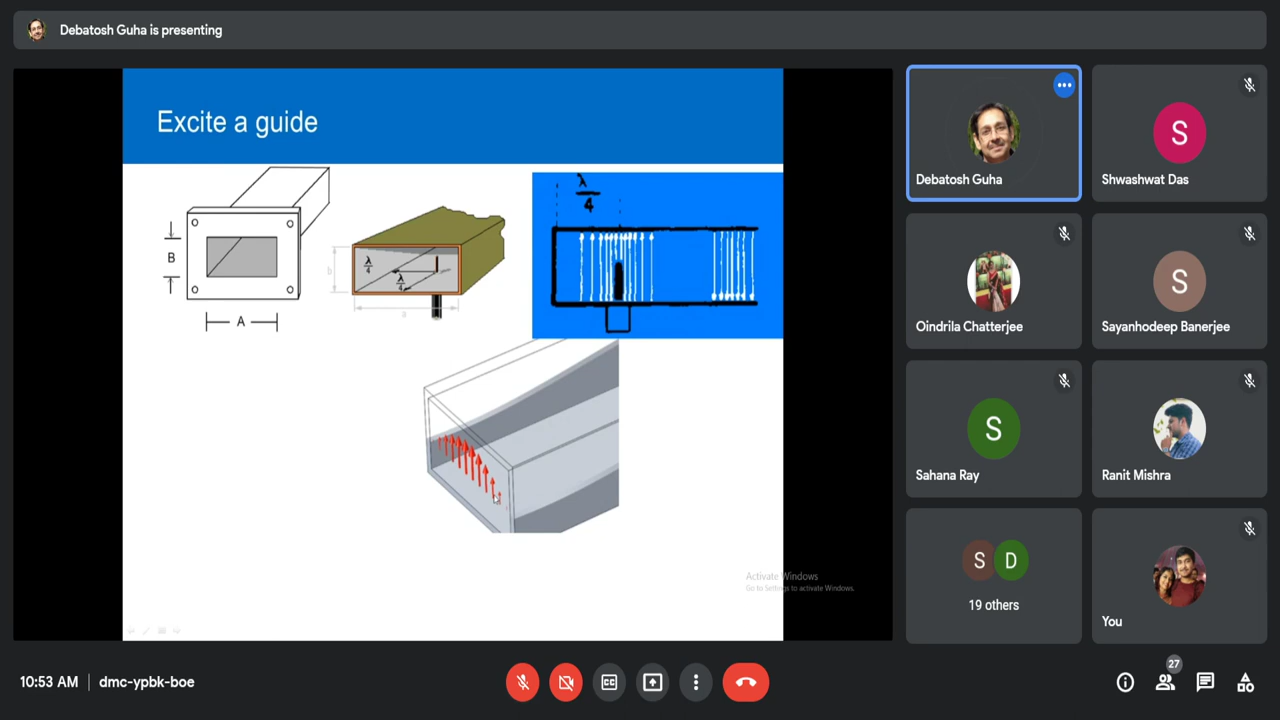 Debatosh Guha is presenting
Excite a guide
B
A
λ/4
λ/4
b
a
λ/4
Activate Windows
Go to Settings to activate Windows.
Debatosh Guha
Shwashwat Das
S
Oindrila Chatterjee
Sayanhodeep Banerjee
S
Sahana Ray
S
Ranit Mishra
S D
19 others
You
10:53 AM | dmc-ypbk-boe
CC
27